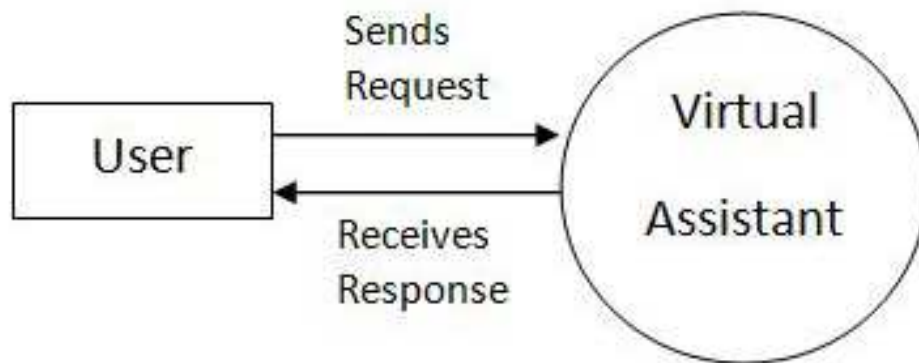 Sends
Request
User
Virtual
Assistant
Receives
Response